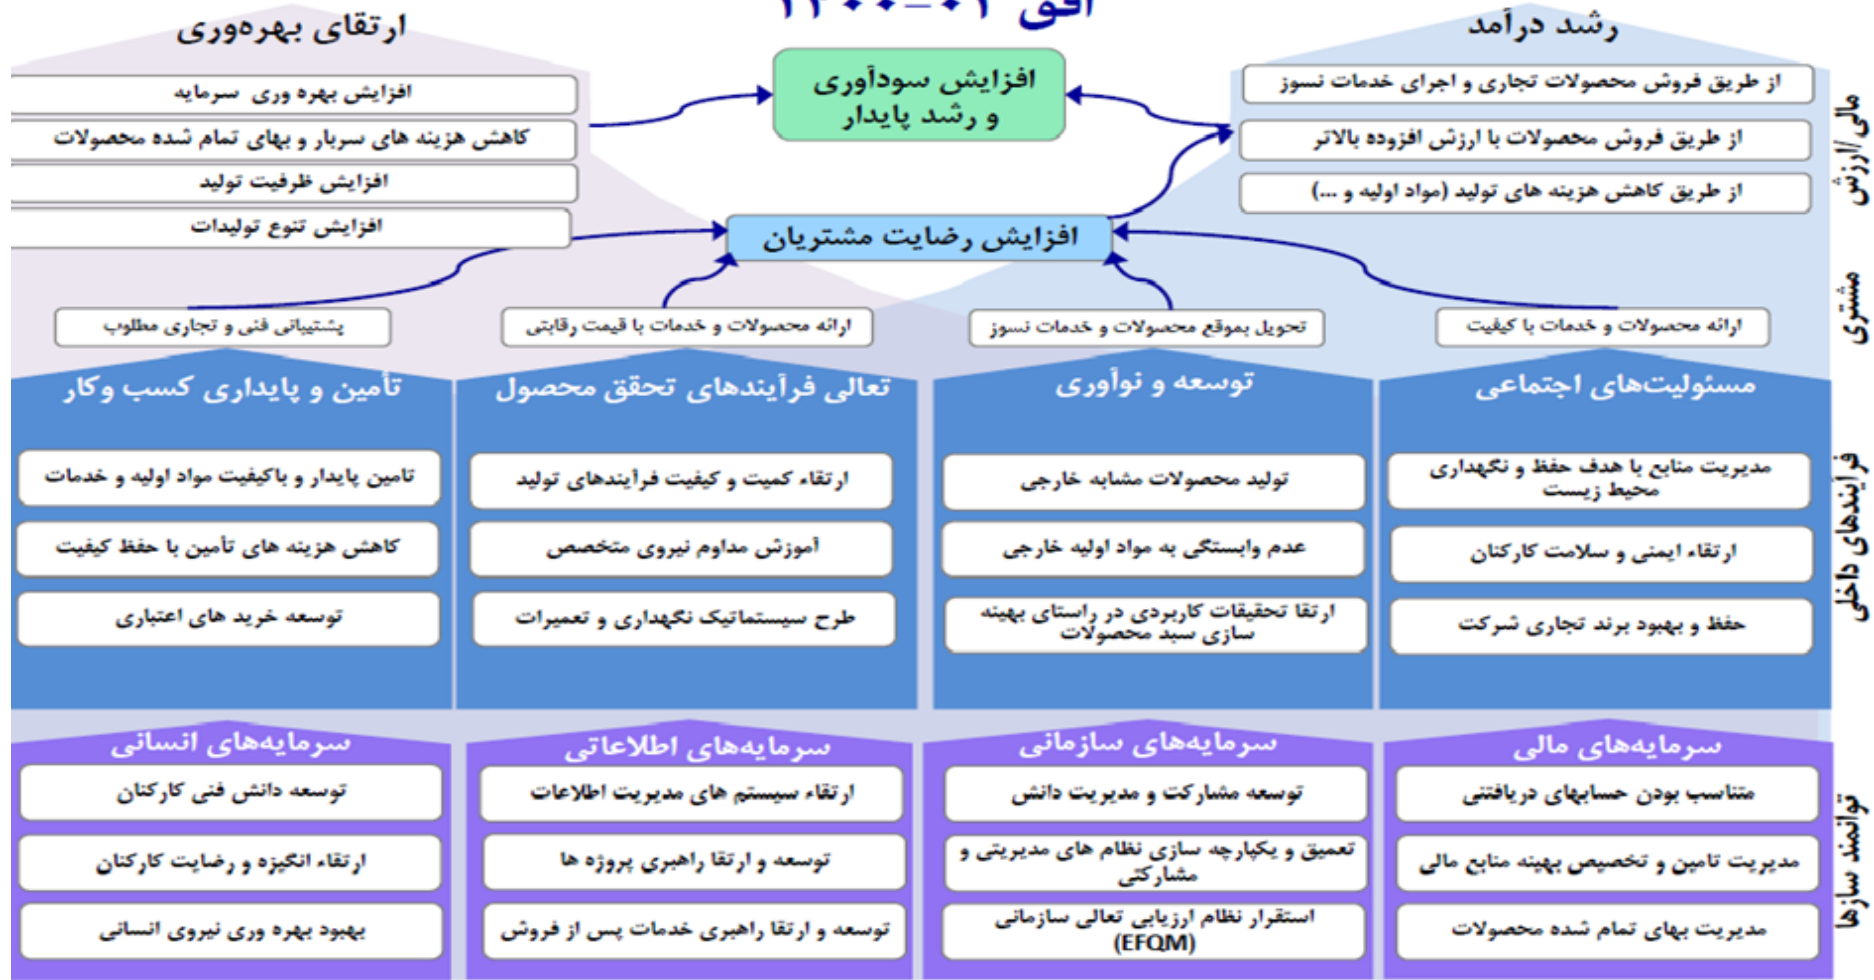 افق ۰۲-۱۴۰۰
رشد درآمد
ارتقای بهره‌وری
مالی/ارزش
از طریق فروش محصولات تجاری و اجرای خدمات نسوز
از طریق فروش محصولات با ارزش افزوده بالاتر
از طریق کاهش هزینه های تولید (مواد اولیه و ...)
افزایش سودآوری
و رشد پایدار
افزایش بهره وری سرمایه
کاهش هزینه های سربار و بهای تمام شده محصولات
افزایش ظرفیت تولید
افزایش تنوع تولیدات
افزایش رضایت مشتریان
مشتری
ارائه محصولات و خدمات با کیفیت
تحویل بموقع محصولات و خدمات نسوز
ارائه محصولات و خدمات با قیمت رقابتی
پشتیبانی فنی و تجاری مطلوب
فرآیندهای داخلی
مسئولیت‌های اجتماعی
مدیریت منابع با هدف حفظ و نگهداری
محیط زیست
ارتقاء ایمنی و سلامت کارکنان
حفظ و بهبود برند تجاری شرکت
توسعه و نوآوری
تولید محصولات مشابه خارجی
عدم وابستگی به مواد اولیه خارجی
ارتقا تحقیقات کاربردی در راستای بهینه
سازی سبد محصولات
تعالی فرآیندهای تحقق محصول
ارتقاء کمیت و کیفیت فرآیندهای تولید
آموزش مداوم نیروی متخصص
طرح سیستماتیک نگهداری و تعمیرات
تأمین و پایداری کسب وکار
تامین پایدار و باکیفیت مواد اولیه و خدمات
کاهش هزینه های تأمین با حفظ کیفیت
توسعه خرید های اعتباری
توانمند سازها
سرمایه‌های مالی
متناسب بودن حسابهای دریافتنی
مدیریت تامین و تخصیص بهینه منابع مالی
مدیریت بهای تمام شده محصولات
سرمایه‌های سازمانی
توسعه مشارکت و مدیریت دانش
تعمیق و یکپارچه سازی نظام های مدیریتی و
مشارکتی
استقرار نظام ارزیابی تعالی سازمانی
(EFQM)
سرمایه‌های اطلاعاتی
ارتقاء سیستم های مدیریت اطلاعات
توسعه و ارتقا راهبری پروژه ها
توسعه و ارتقا راهبری خدمات پس از فروش
سرمایه‌های انسانی
توسعه دانش فنی کارکنان
ارتقاء انگیزه و رضایت کارکنان
بهبود بهره وری نیروی انسانی